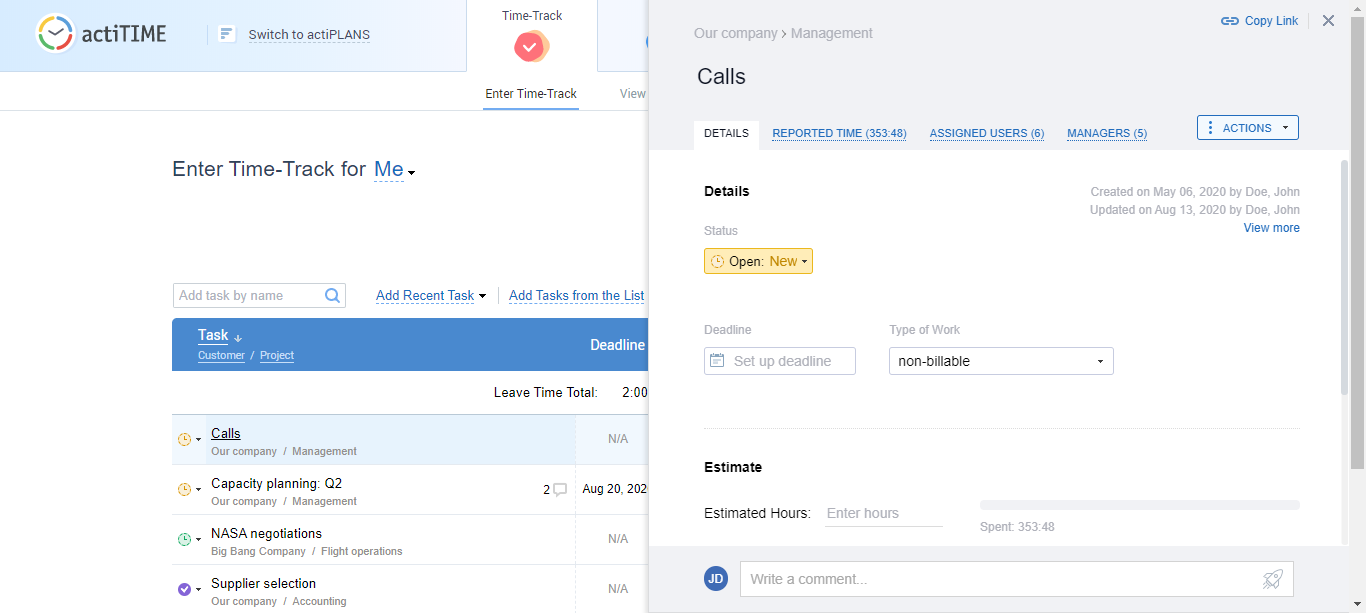 actiTIME
Switch to actiPLANS
Time-Track
Enter Time-Track
View
Enter Time-Track for Me
Add task by name
Add Recent Task
Add Tasks from the List
Task
Customer / Project
Deadline
Leave Time Total: 2:00
Calls
Our company / Management
N/A
Capacity planning: Q2
Our company / Management
2
Aug 20, 202
NASA negotiations
Big Bang Company / Flight operations
N/A
Supplier selection
Our company / Accounting
N/A
Copy Link
Our company › Management
Calls
DETAILS
REPORTED TIME (353:48)
ASSIGNED USERS (6)
MANAGERS (5)
ACTIONS
Details
Created on May 06, 2020 by Doe, John
Updated on Aug 13, 2020 by Doe, John
View more
Status
Open: New
Deadline
Type of Work
Set up deadline
non-billable
Estimate
Estimated Hours: Enter hours
Spent: 353:48
JD
Write a comment...